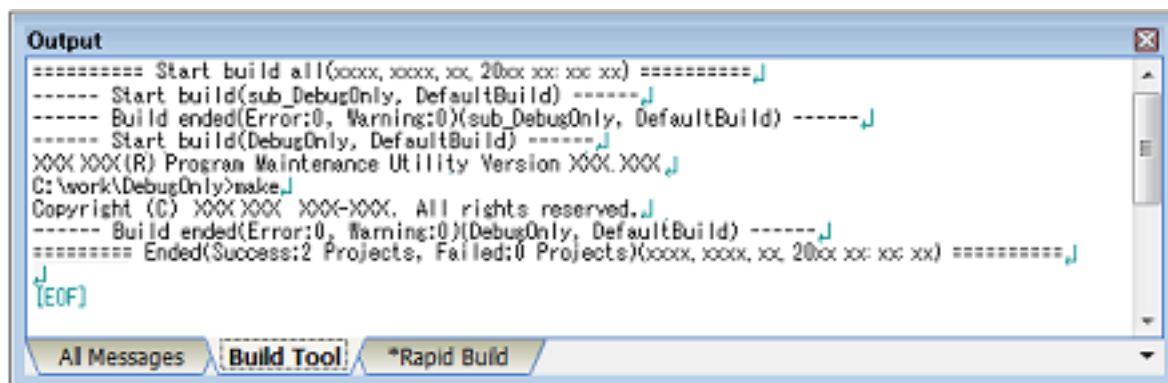 Output
========== Start build all(xxxx, xxxx, xx, 20xx xx: xx: xx) ==========
------ Start build(sub_DebugOnly, DefaultBuild) ------
------ Build ended(Error:0, Warning:0)(sub_DebugOnly, DefaultBuild) ------
------ Start build(DebugOnly, DefaultBuild) ------
XXX XXX(R) Program Maintenance Utility Version XXX.XXX
C:\work\DebugOnly>make
Copyright (C) XXX XXX XXX-XXX. All rights reserved.
------ Build ended(Error:0, Warning:0)(DebugOnly, DefaultBuild) ------
========= Ended(Success:2 Projects, Failed:0 Projects)(xxxx, xxxx, xx, 20xx xx: xx: xx) ==========
[EOF]
All Messages Build Tool *Rapid Build